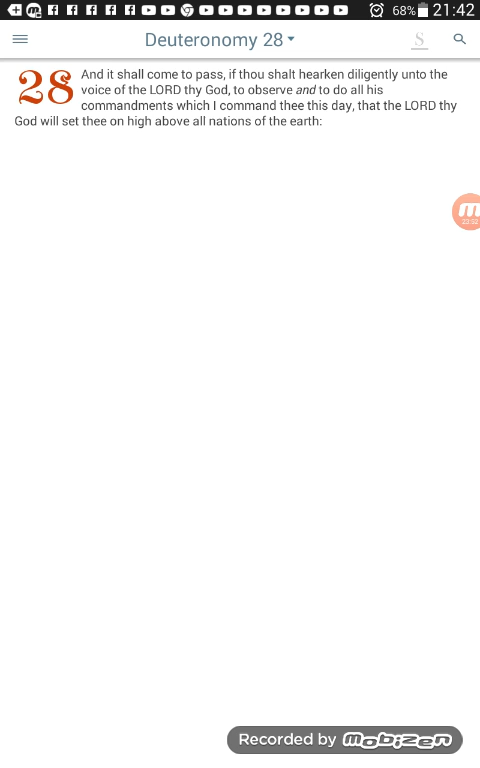 68% 21:42
Deuteronomy 28
S
28 And it shall come to pass, if thou shalt hearken diligently unto the
voice of the LORD thy God, to observe and to do all his
commandments which I command thee this day, that the LORD thy
God will set thee on high above all nations of the earth:
m
23:32
Recorded by Mobizen